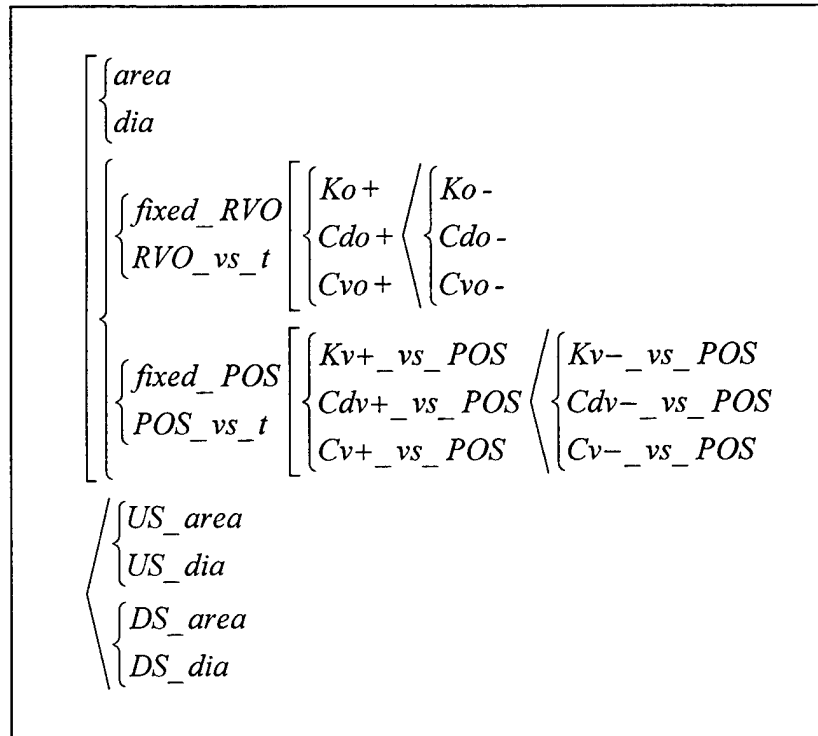 area
dia
fixed_RVO Ko+ Ko-
RVO_vs_t Cdo+ Cdo-
Cvo+ Cvo-
fixed_POS Kv+_vs_POS Kv-_vs_POS
POS_vs_t Cdv+_vs_POS Cdv-_vs_POS
Cv+_vs_POS Cv-_vs_POS
US_area
US_dia
DS_area
DS_dia